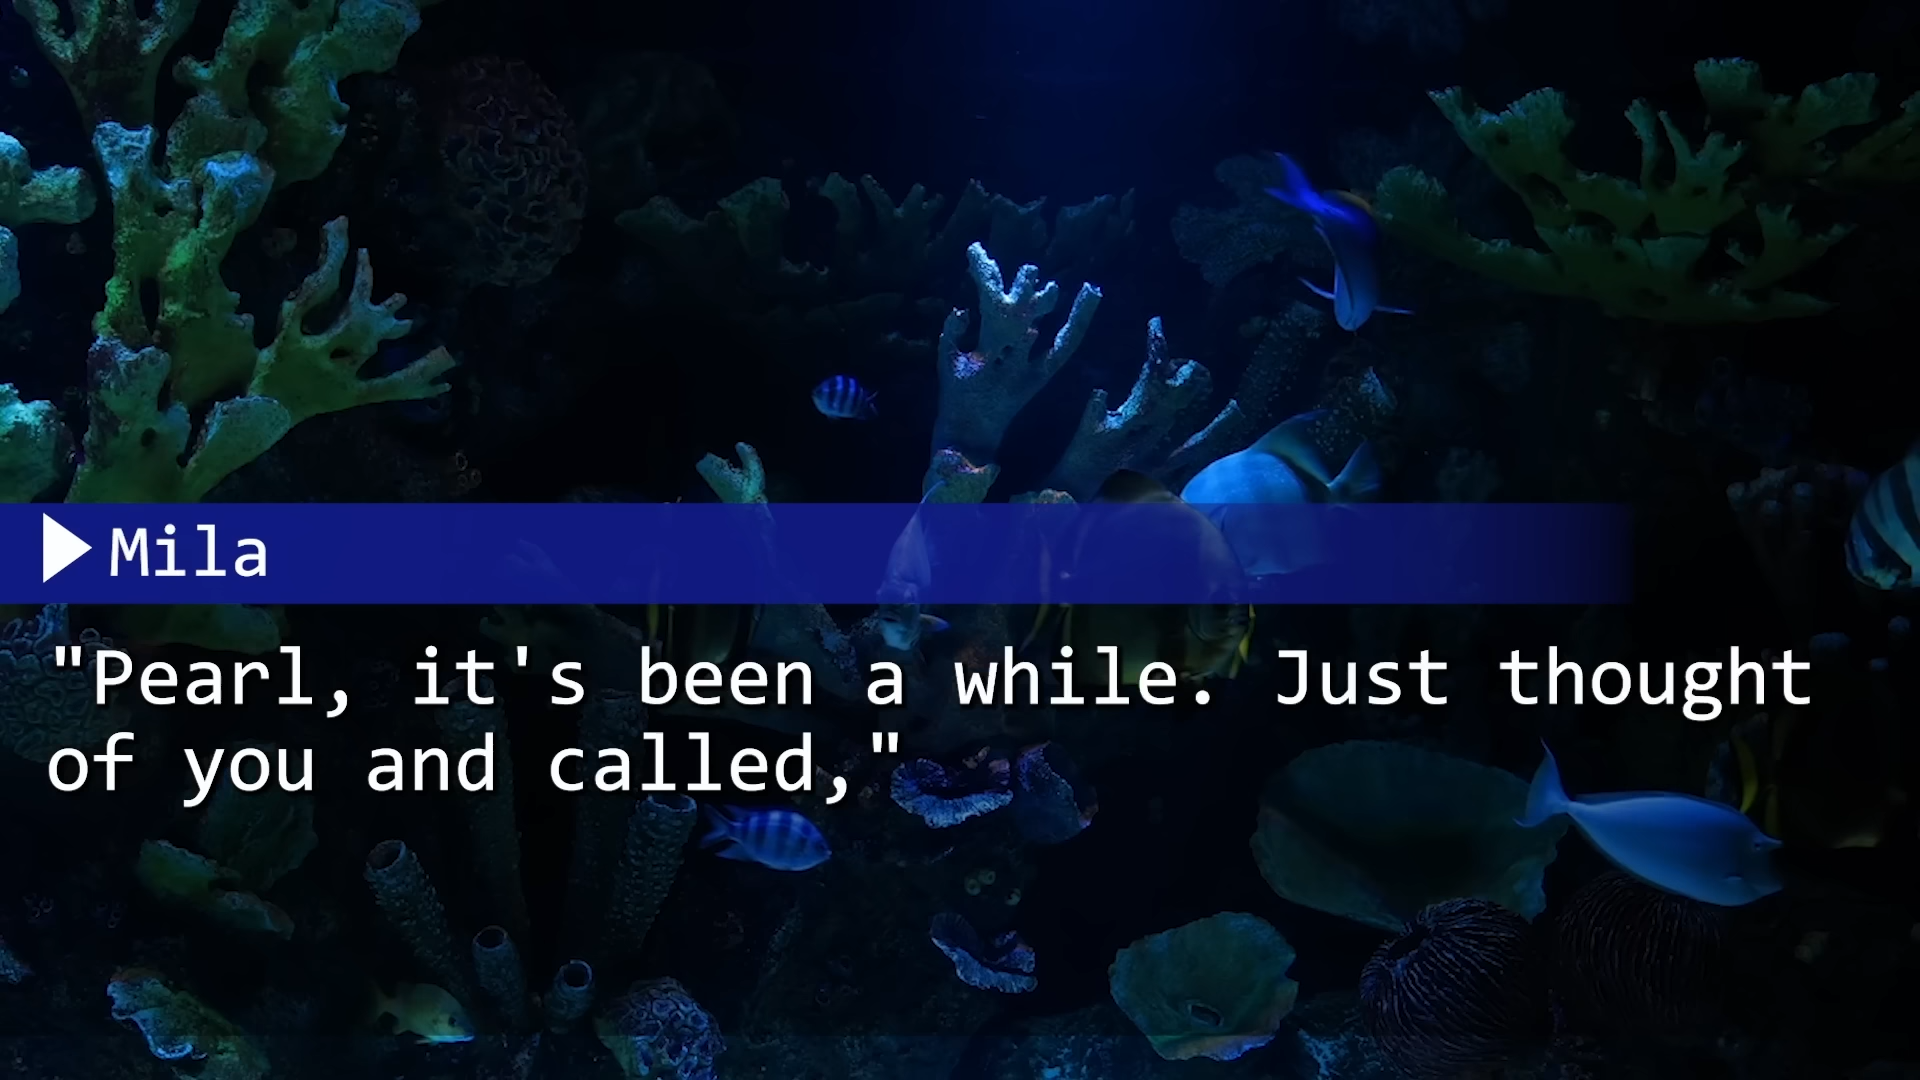 Mila
"Pearl, it's been a while. Just thought
of you and called,"